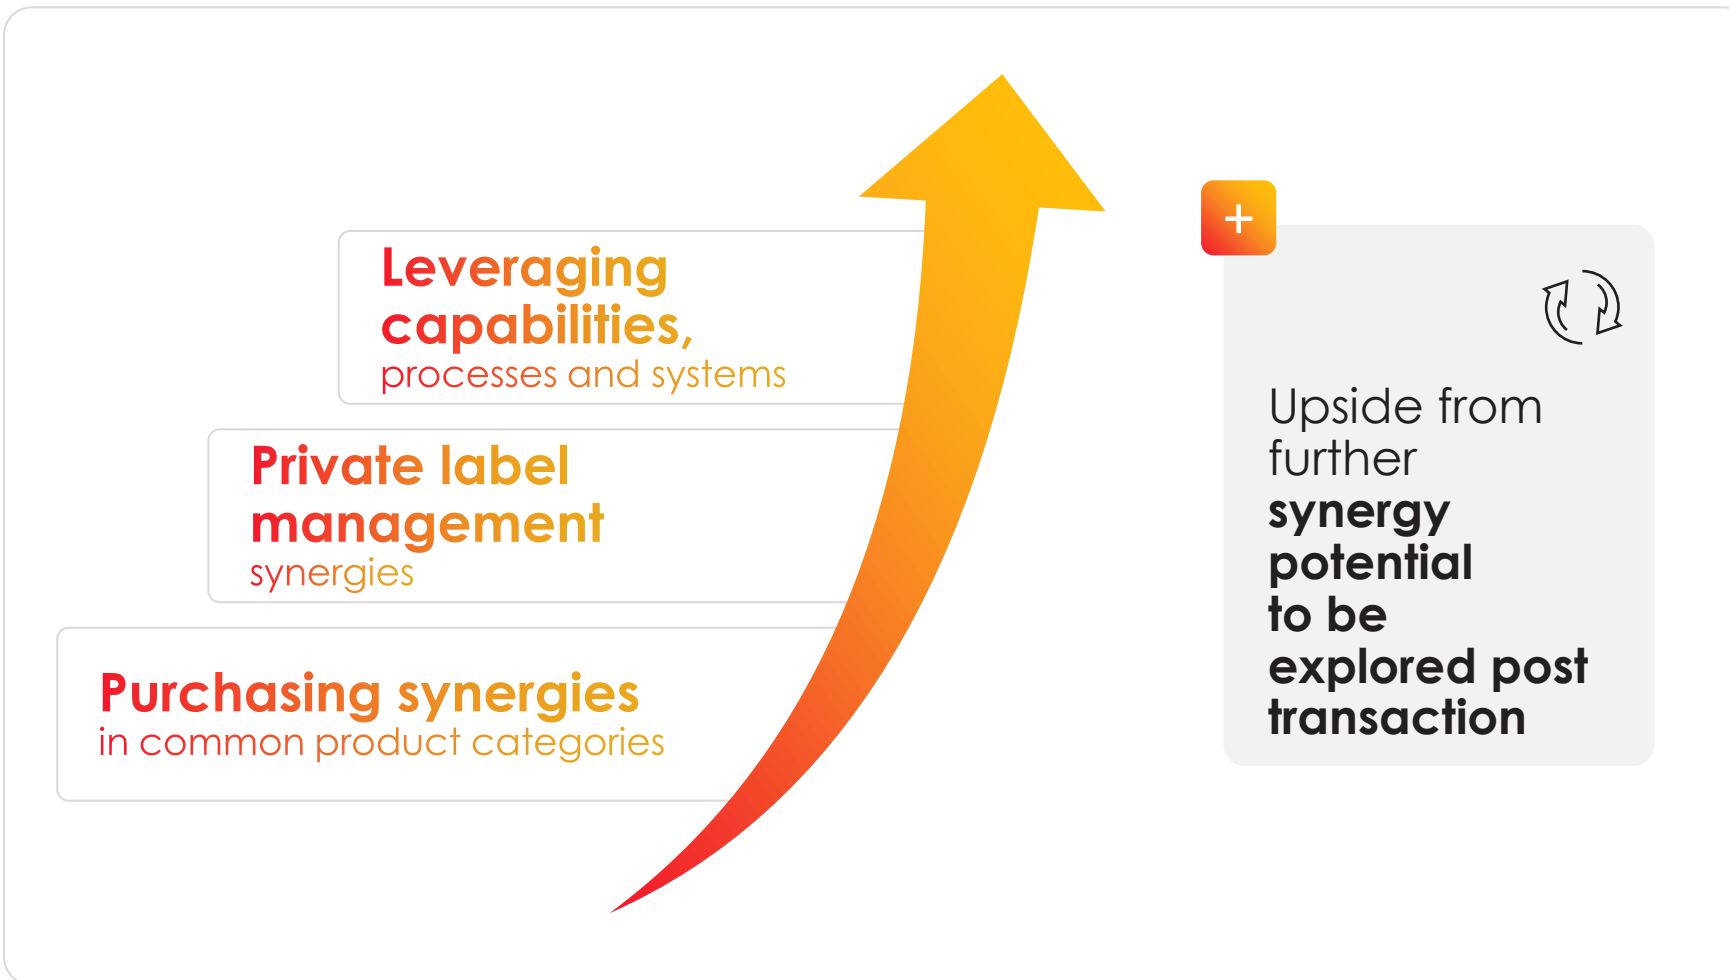 Leveraging
capabilities,
processes and systems
Private label
management
synergies
Purchasing synergies
in common product categories
+
Upside from
further
synergy
potential
to be
explored post
transaction